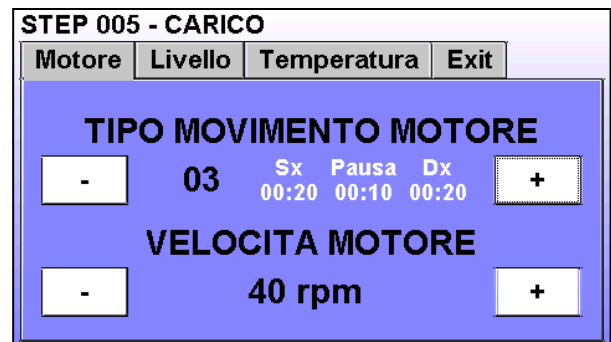 STEP 005 - CARICO
Motore Livello Temperatura Exit
TIPO MOVIMENTO MOTORE
- 03 Sx Pausa Dx +
00:20 00:10 00:20
VELOCITA MOTORE
- 40 rpm +